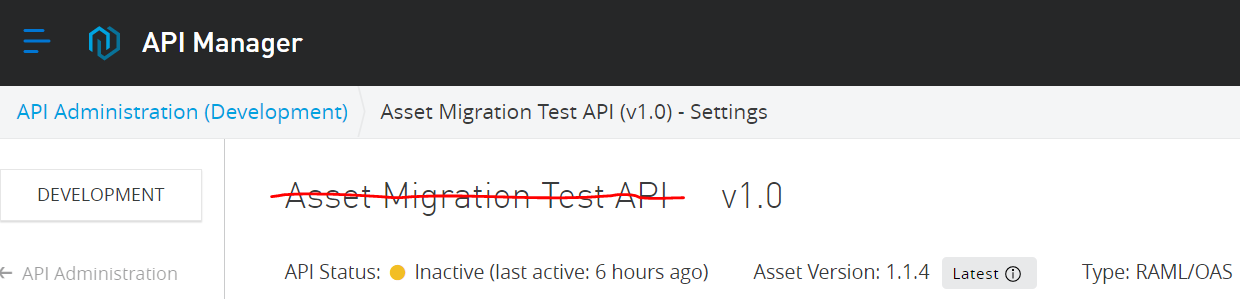 API Manager
API Administration (Development)
Asset Migration Test API (v1.0) - Settings
DEVELOPMENT
Asset Migration Test API v1.0
← API Administration
API Status: Inactive (last active: 6 hours ago) Asset Version: 1.1.4 Latest Type: RAML/OAS